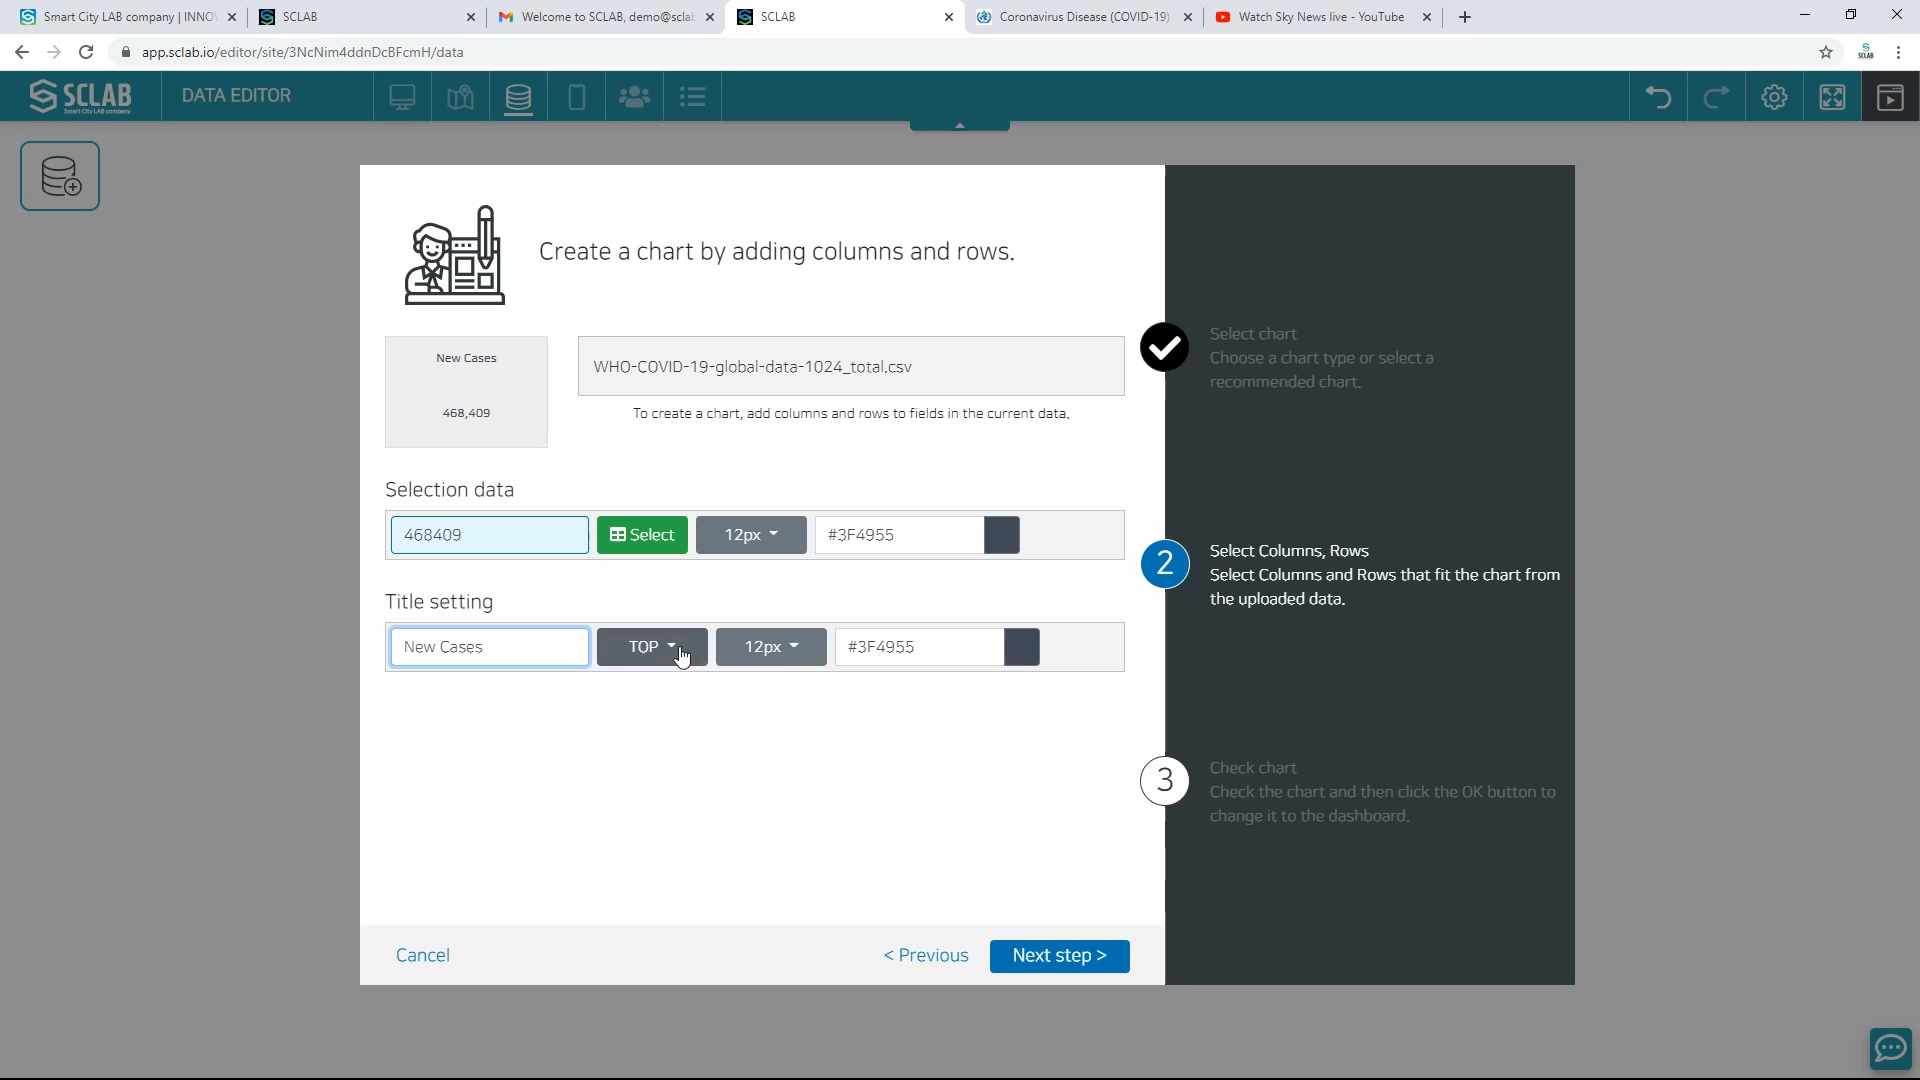 Smart City LAB company | INNO
SCLAB
Welcome to SCLAB, demo@scla
SCLAB
Coronavirus Disease (COVID-19)
Watch Sky News live - YouTube
app.sclab.io/editor/site/3NcNim4ddnDcBFcmH/data
SCLAB
SCLAB
Smart City LAB company
DATA EDITOR
Create a chart by adding columns and rows.
New Cases
468,409
WHO-COVID-19-global-data-1024_total.csv
To create a chart, add columns and rows to fields in the current data.
Selection data
468409
Select
12px
#3F4955
Title setting
New Cases
TOP
12px
#3F4955
Cancel
< Previous
Next step >
Select chart
Choose a chart type or select a
recommended chart.
2
Select Columns, Rows
Select Columns and Rows that fit the chart from
the uploaded data.
3
Check chart
Check the chart and then click the OK button to
change it to the dashboard.